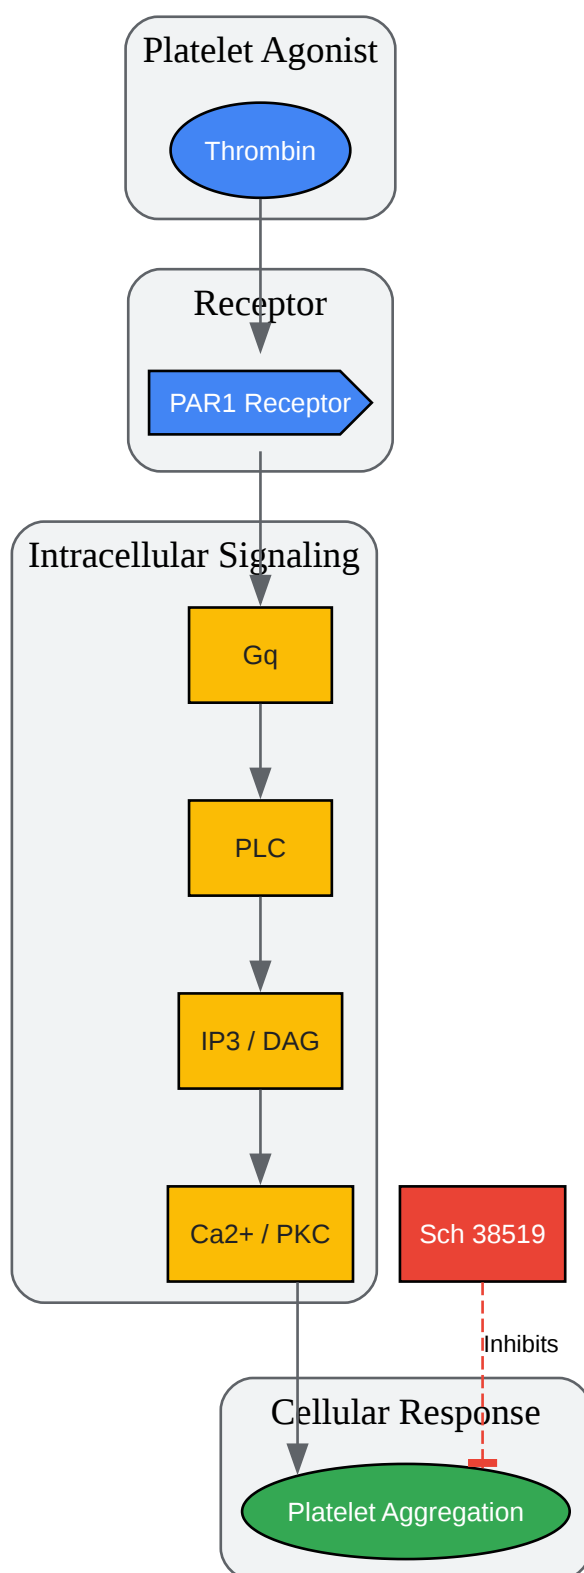 Platelet Agonist
Thrombin
Receptor
PAR1 Receptor
Intracellular Signaling
Gq
PLC
IP3 / DAG
Ca2+ / PKC
Sch 38519
Inhibits
Cellular Response
Platelet Aggregation